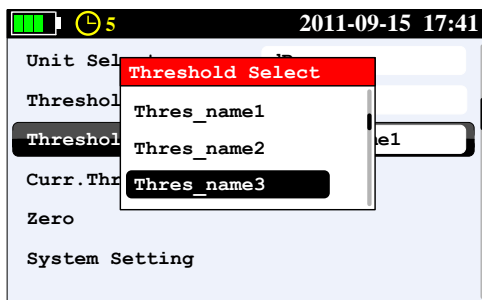 5 2011-09-15 17:41
Unit Sel
Threshold Select
Threshol
Thres_name1
Threshol e1
Thres_name2
Curr.Thr
Thres_name3
Zero
System Setting